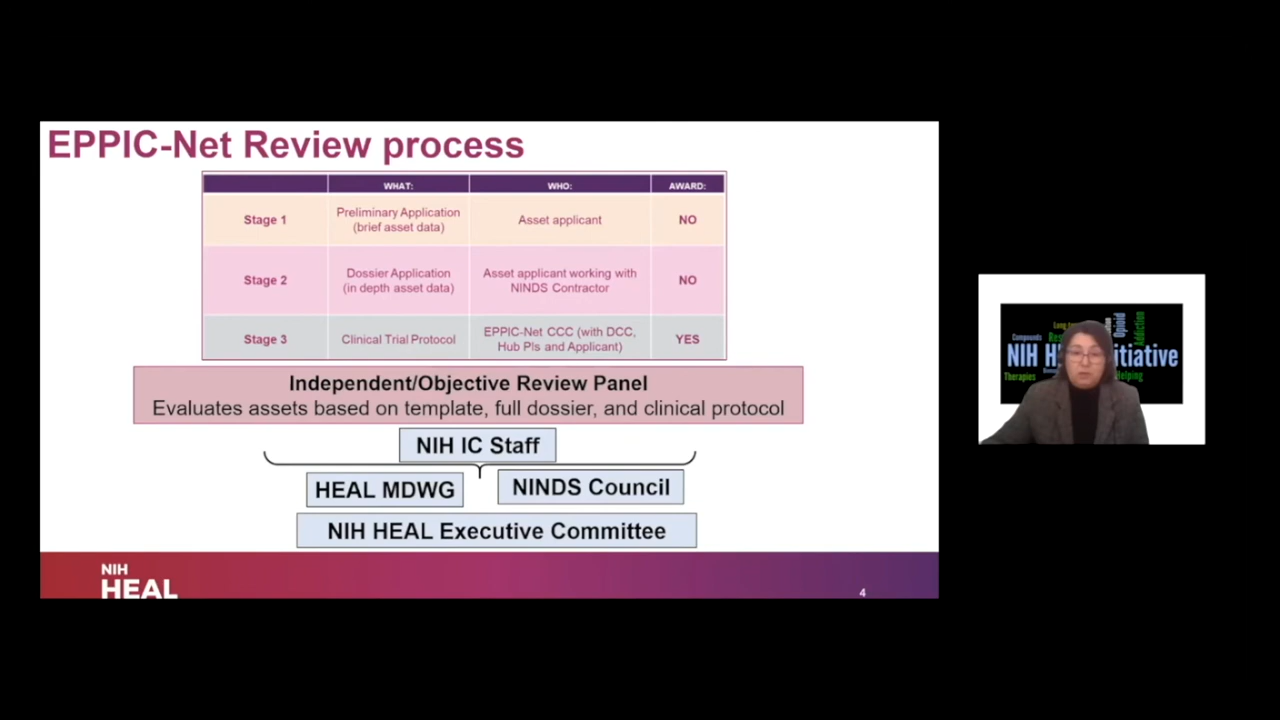 EPPIC-Net Review process
WHAT: WHO: AWARD:
Stage 1
Preliminary Application
(brief asset data)
Asset applicant
NO
Stage 2
Dossier Application
(in depth asset data)
Asset applicant working with
NINDS Contractor
NO
Stage 3
Clinical Trial Protocol
EPPIC-Net CCC (with DCC,
Hub PIs and Applicant)
YES
Independent/Objective Review Panel
Evaluates assets based on template, full dossier, and clinical protocol
NIH IC Staff
HEAL MDWG
NINDS Council
NIH HEAL Executive Committee
NIH
HEAL
4
Compounds
Opioid
Addiction
NIH H itiative
Therapies
Helping